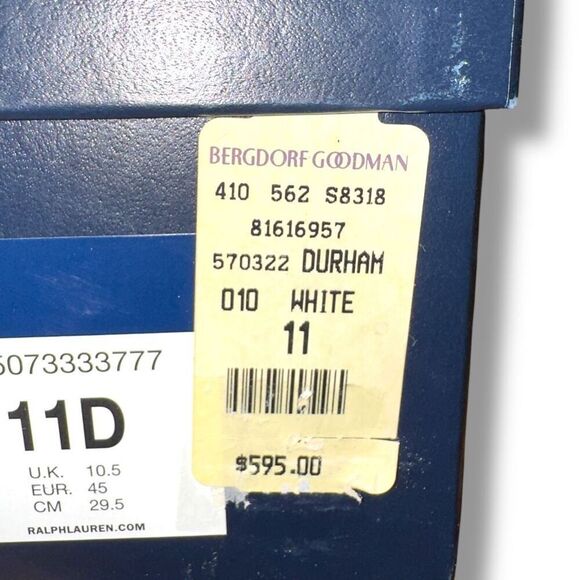 BERGDORF GOODMAN
410 562 S8318
81616957
570322 DURHAM
010 WHITE
11
$595.00
5073333777
11D
U.K. 10.5
EUR. 45
CM 29.5
RALPHLAUREN.COM